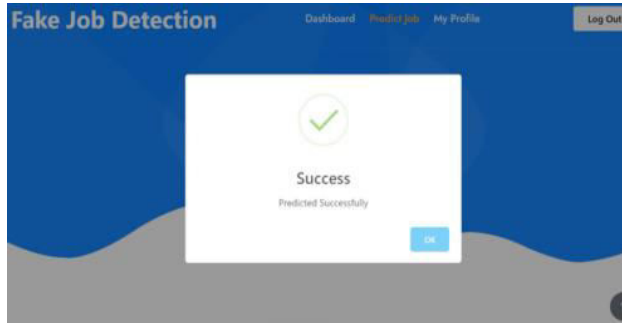 Fake Job Detection Dashboard Predict Job My Profile Log Out
Success
Predicted Successfully
OK